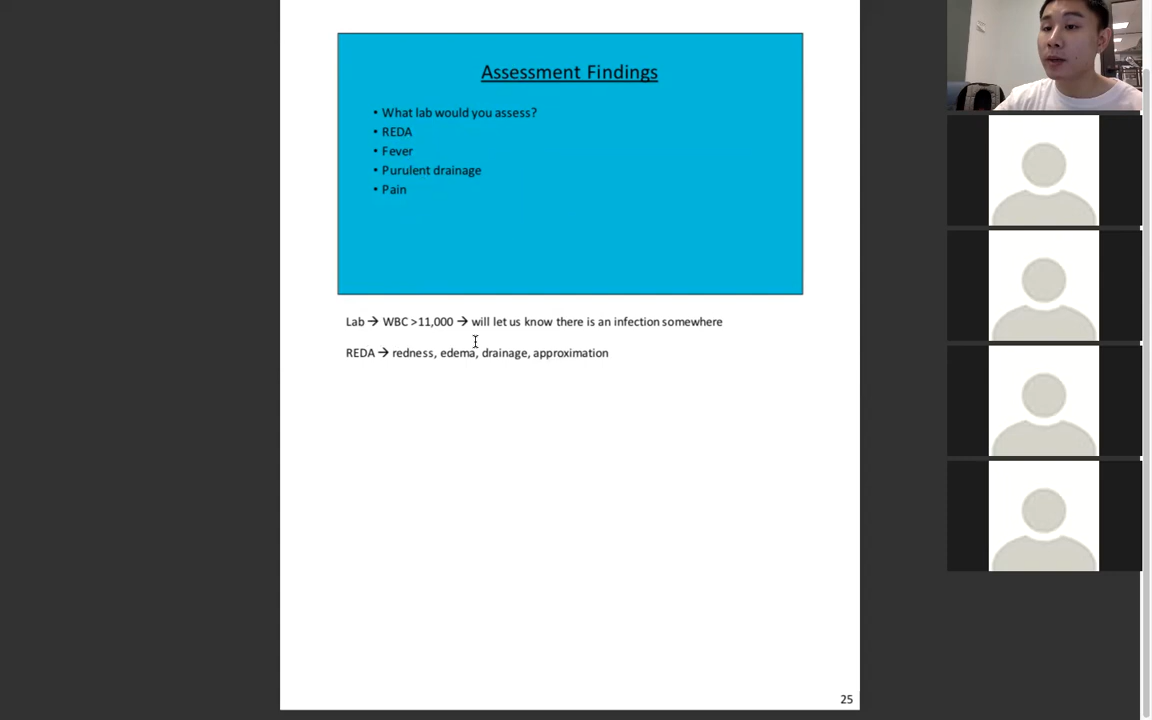 Assessment Findings
• What lab would you assess?
• REDA
• Fever
• Purulent drainage
• Pain
Lab → WBC >11,000 → will let us know there is an infection somewhere
REDA → redness, edema, drainage, approximation
25